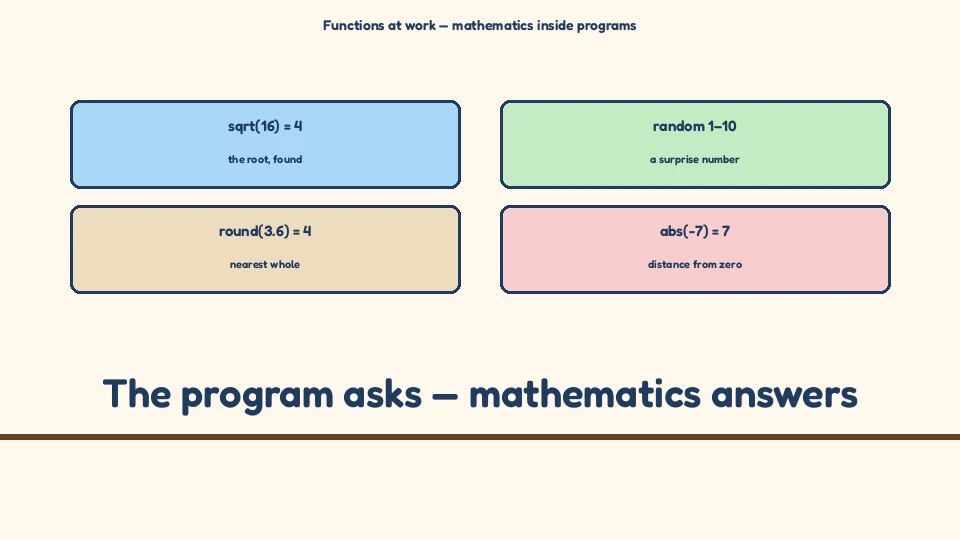 Functions at work — mathematics inside programs
sqrt(16) = 4
the root, found
random 1–10
a surprise number
round(3.6) = 4
nearest whole
abs(-7) = 7
distance from zero
The program asks — mathematics answers